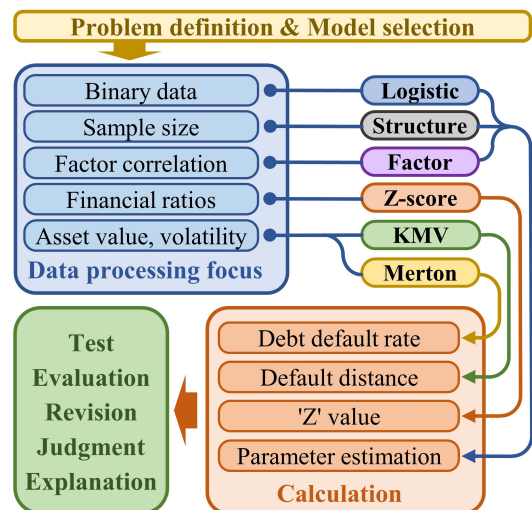 Problem definition & Model selection
Binary data
Logistic
Sample size
Structure
Factor correlation
Factor
Financial ratios
Z-score
Asset value, volatility
KMV
Data processing focus
Merton
Test
Evaluation
Revision
Judgment
Explanation
Debt default rate
Default distance
'Z' value
Parameter estimation
Calculation